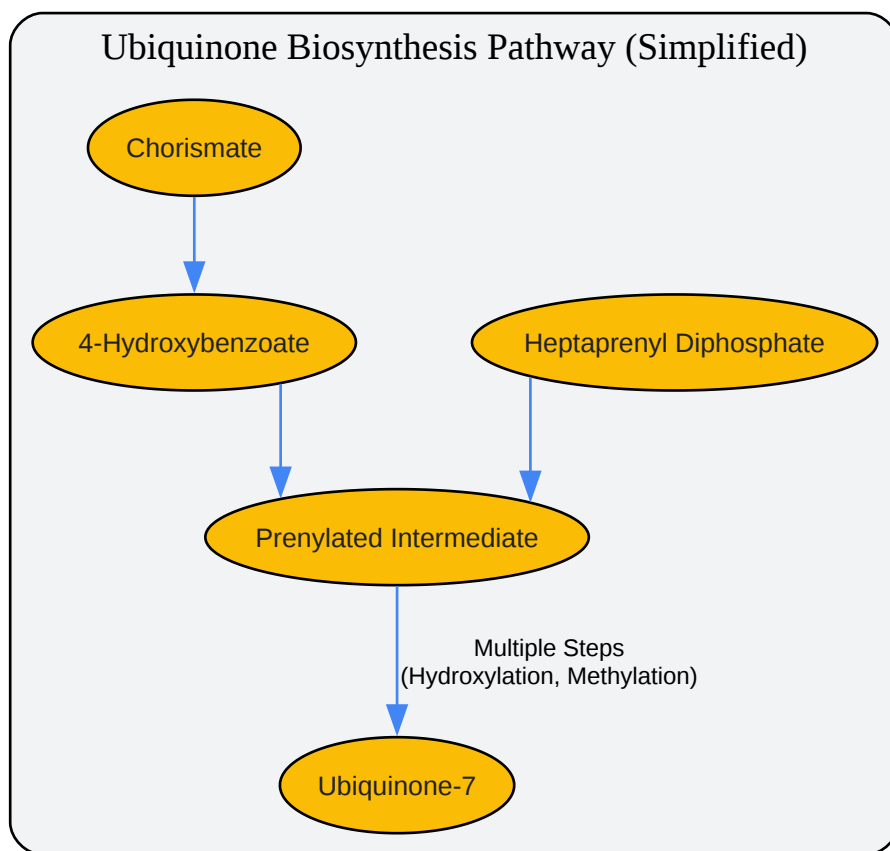 Ubiquinone Biosynthesis Pathway (Simplified)
Chorismate
4-Hydroxybenzoate
Heptaprenyl Diphosphate
Prenylated Intermediate
Multiple Steps
(Hydroxylation, Methylation)
Ubiquinone-7